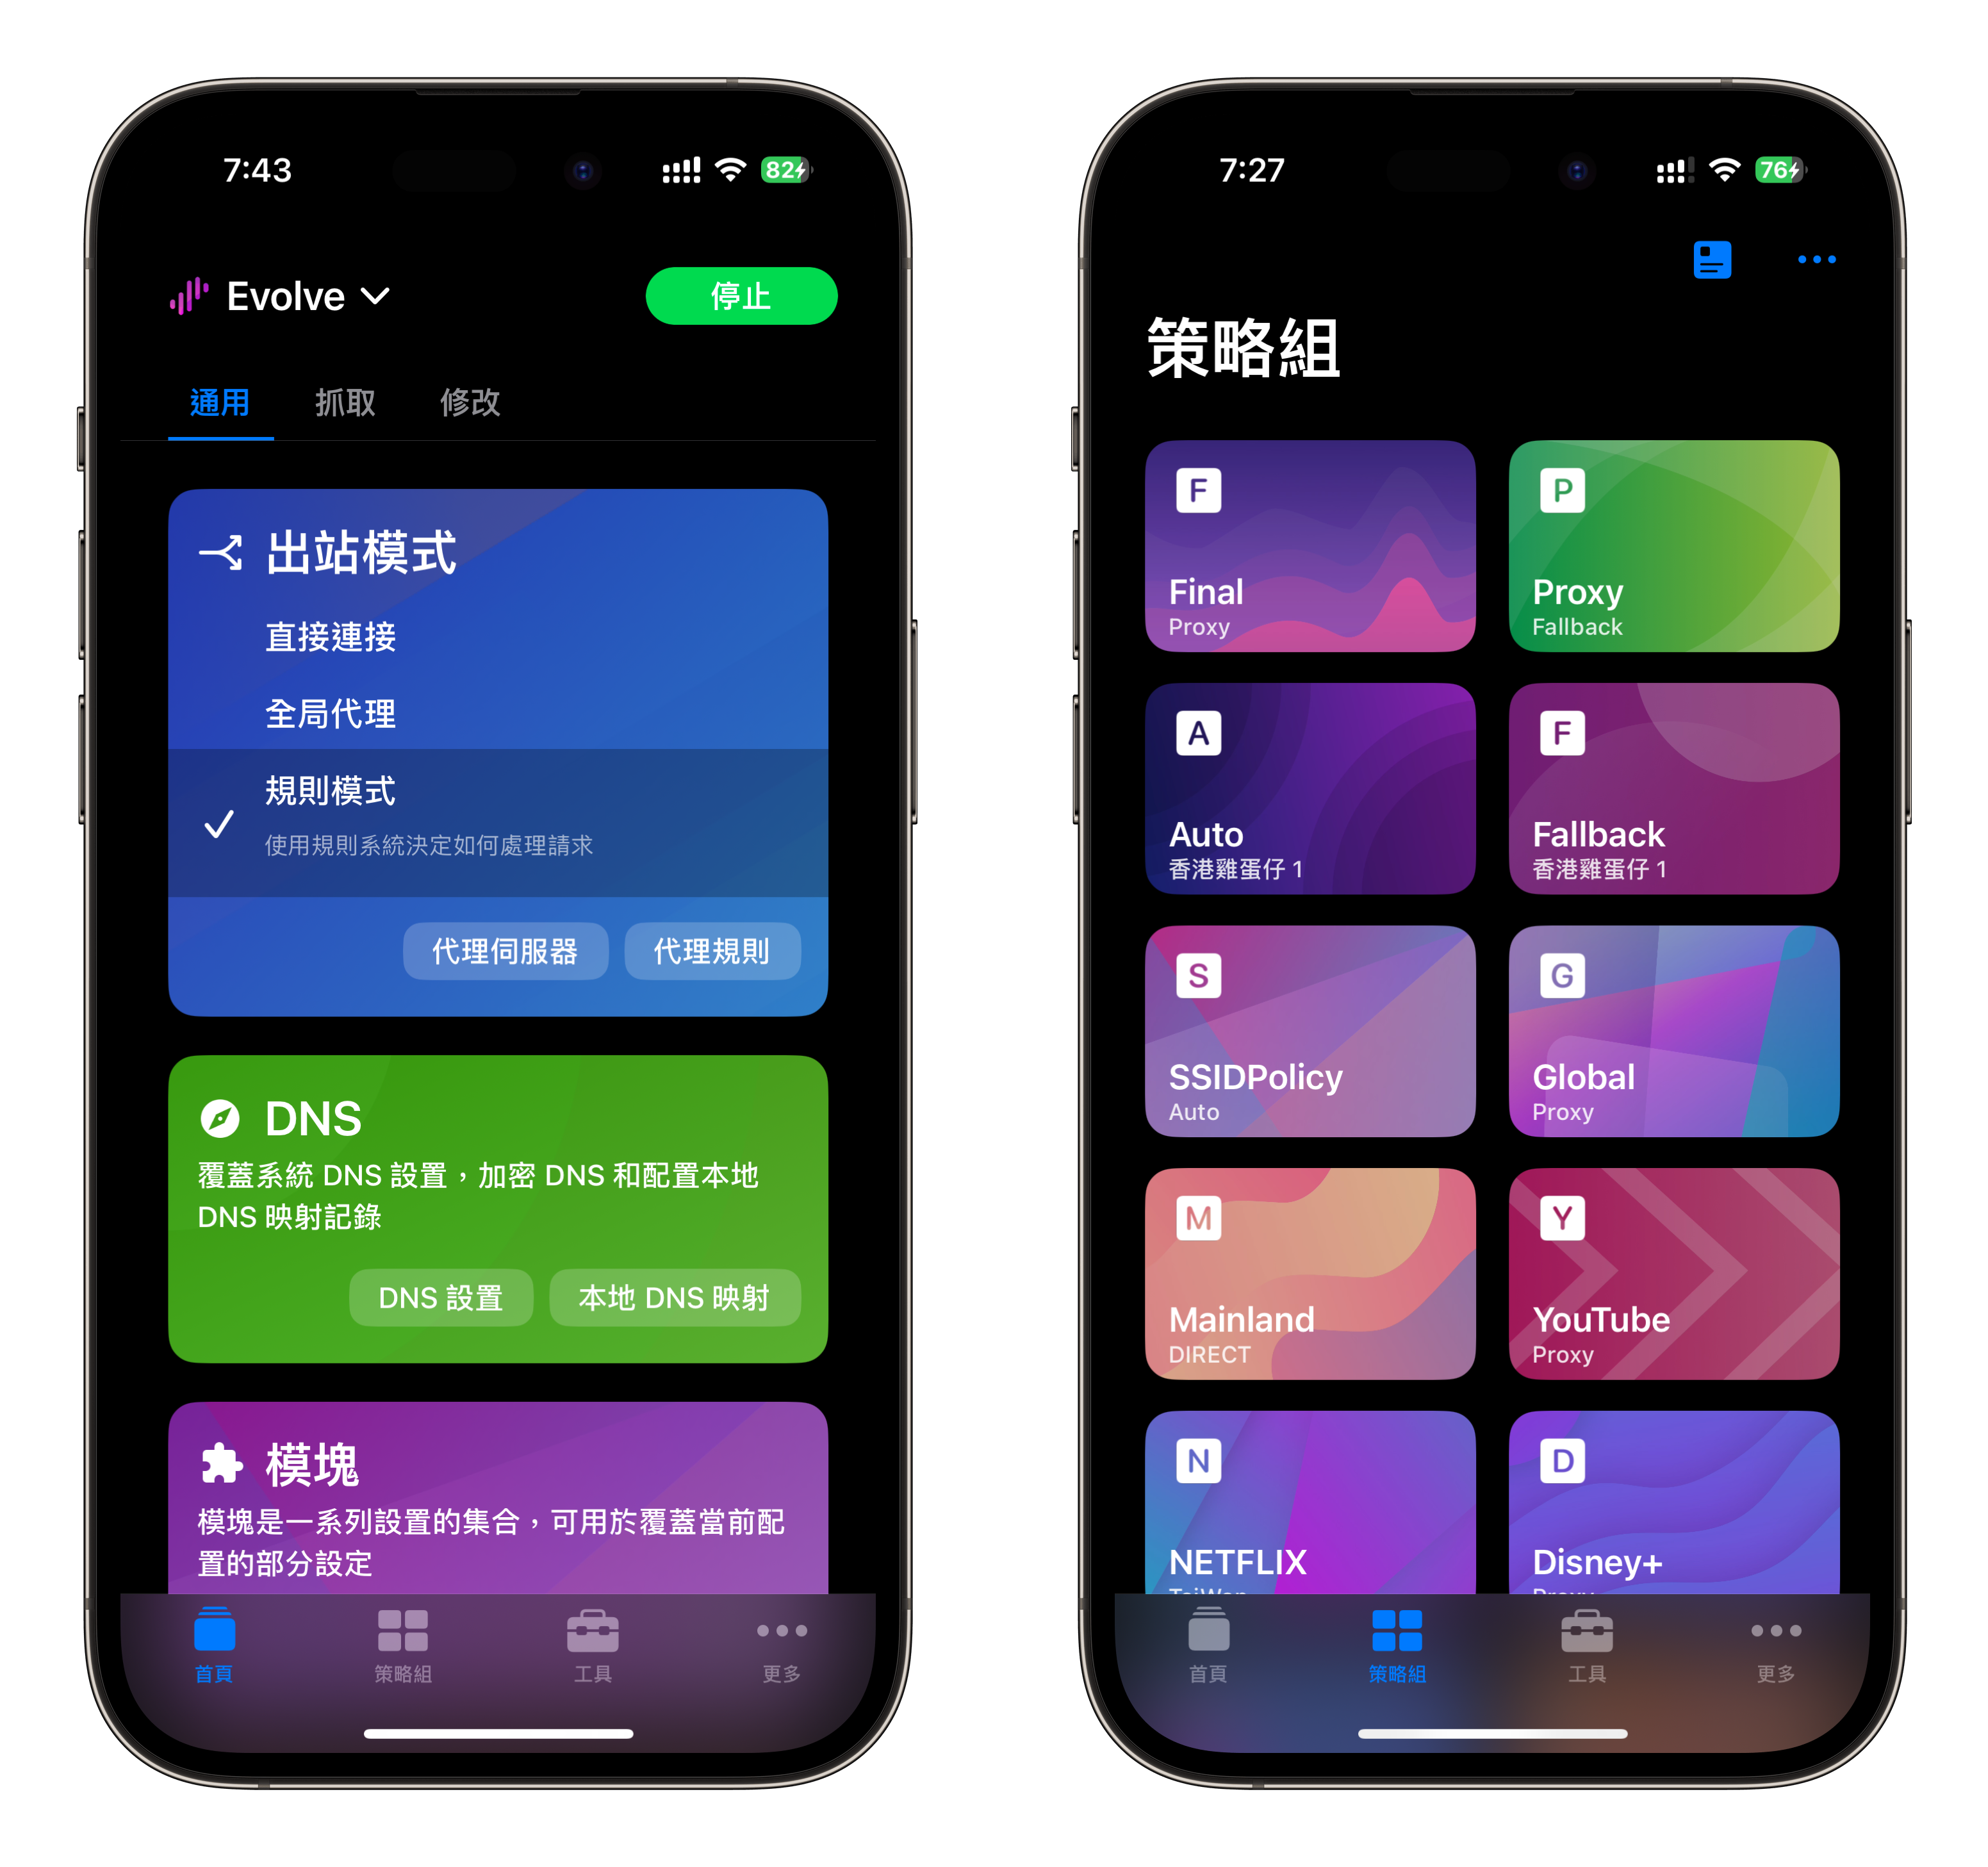 7:43
82
Evolve
停止
通用
抓取
修改
出站模式
直接連接
全局代理
規則模式
使用規則系統決定如何處理請求
代理伺服器
代理規則
DNS
覆蓋系統 DNS 設置，加密 DNS 和配置本地
DNS 映射記錄
DNS 設置
本地 DNS 映射
模塊
模塊是一系列設置的集合，可用於覆蓋當前配
置的部分設定
首頁
策略組
工具
更多
7:27
76
策略組
F
Final
Proxy
P
Proxy
Fallback
A
Auto
香港雞蛋仔 1
F
Fallback
香港雞蛋仔 1
S
SSIDPolicy
Auto
G
Global
Proxy
M
Mainland
DIRECT
Y
YouTube
Proxy
N
NETFLIX
TaiWan
D
Disney+
Proxy
首頁
策略組
工具
更多